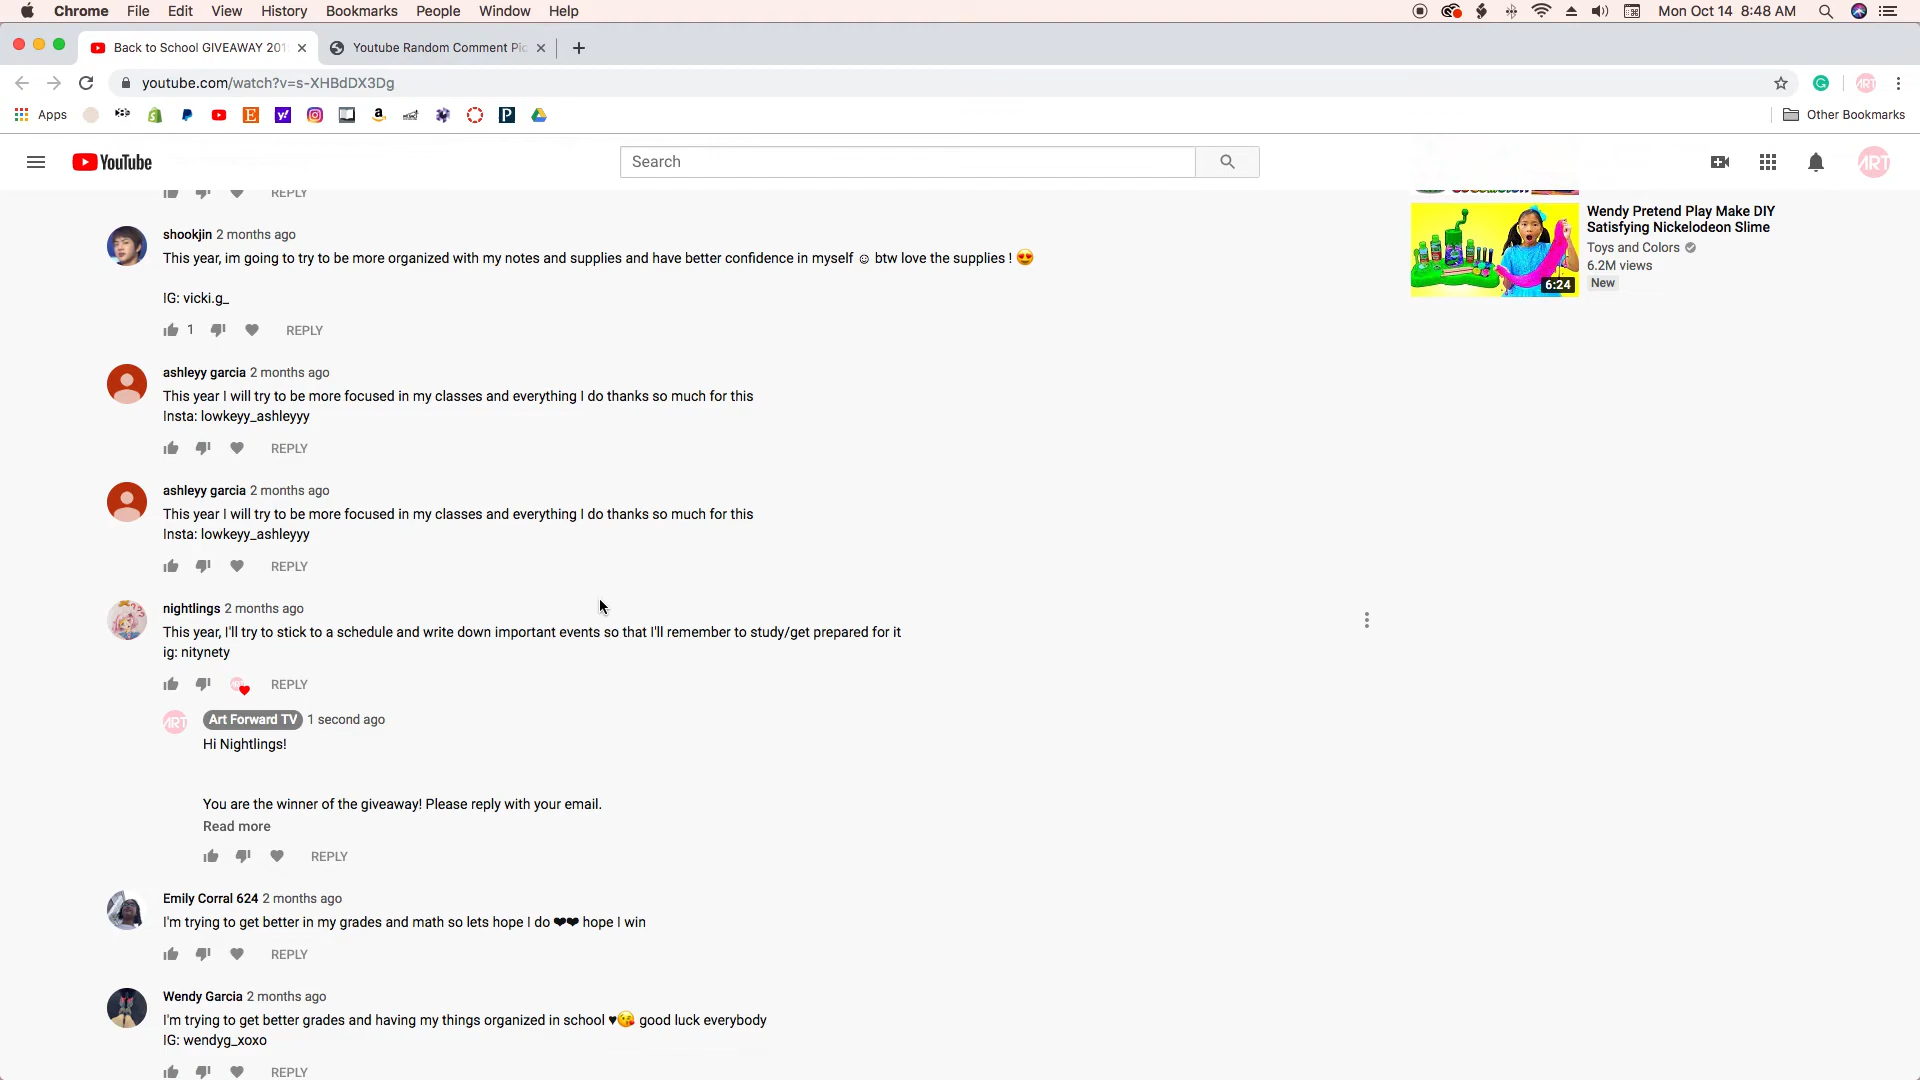 Chrome File Edit View History Bookmarks People Window Help Mon Oct 14 8:48 AM
Back to School GIVEAWAY 201 Youtube Random Comment Pic
youtube.com/watch?v=s-XHBdDX3Dg
Apps Other Bookmarks
YouTube Search ART
REPLY
shookjin 2 months ago
This year, im going to try to be more organized with my notes and supplies and have better confidence in myself ☺ btw love the supplies ! 😍
IG: vicki.g_
1 REPLY
ashleyy garcia 2 months ago
This year I will try to be more focused in my classes and everything I do thanks so much for this
Insta: lowkeyy_ashleyyy
REPLY
ashleyy garcia 2 months ago
This year I will try to be more focused in my classes and everything I do thanks so much for this
Insta: lowkeyy_ashleyyy
REPLY
nightlings 2 months ago
This year, I'll try to stick to a schedule and write down important events so that I'll remember to study/get prepared for it
ig: nitynety
REPLY
ART Art Forward TV 1 second ago
Hi Nightlings!
You are the winner of the giveaway! Please reply with your email.
Read more
REPLY
Emily Corral 624 2 months ago
I'm trying to get better in my grades and math so lets hope I do ❤❤ hope I win
REPLY
Wendy Garcia 2 months ago
I'm trying to get better grades and having my things organized in school ♥😘 good luck everybody
IG: wendyg_xoxo
REPLY
Wendy Pretend Play Make DIY
Satisfying Nickelodeon Slime
Toys and Colors
6.2M views
New
6:24